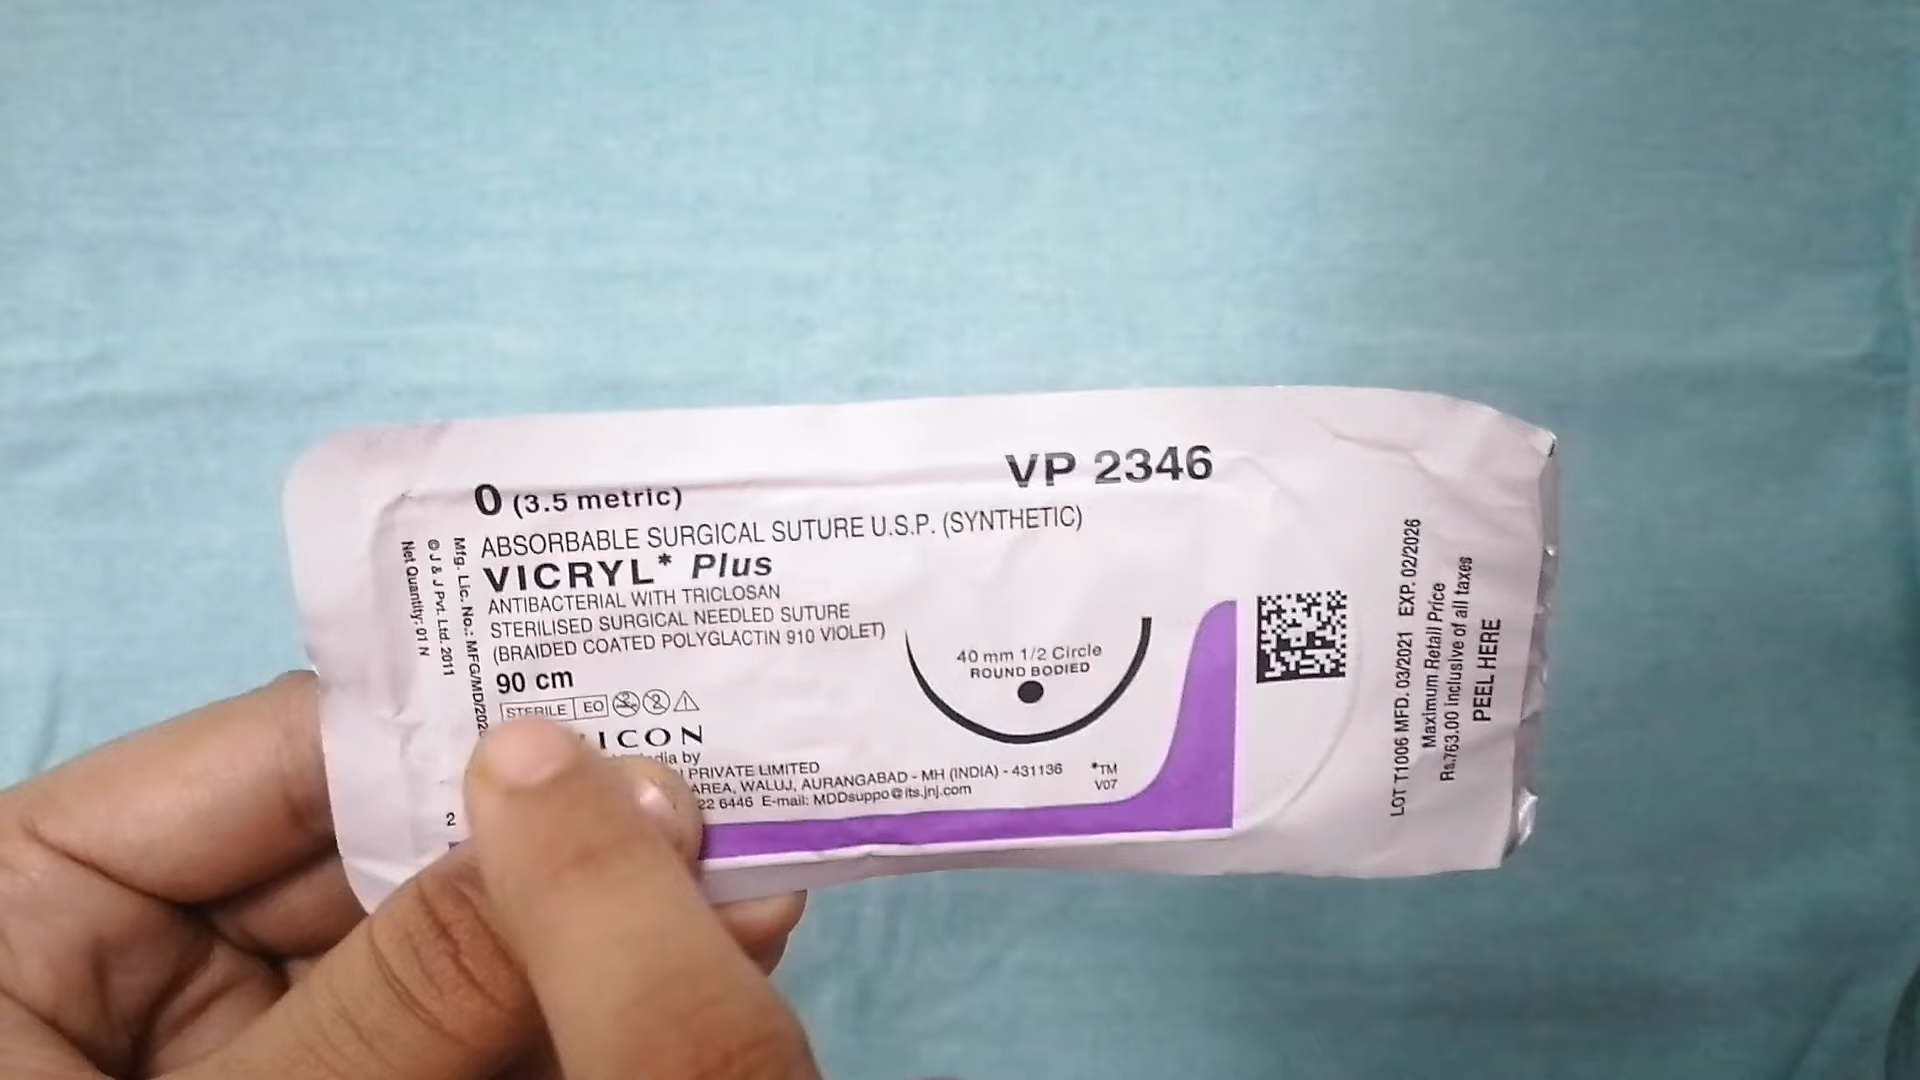 VP 2346
0 (3.5 metric)
ABSORBABLE SURGICAL SUTURE U.S.P. (SYNTHETIC)
VICRYL* Plus
ANTIBACTERIAL WITH TRICLOSAN
STERILISED SURGICAL NEEDLED SUTURE
(BRAIDED COATED POLYGLACTIN 910 VIOLET)
90 cm
STERILE EO
ICON
by
PRIVATE LIMITED
AREA, WALUJ, AURANGABAD - MH (INDIA) - 431136
22 6446 E-mail: MDDsuppo@its.jnj.com
2
40 mm 1/2 Circle
ROUND BODIED
*TM
V07
Mfg. Lic. No.: MFG/MD/202
© J & J Pvt. Ltd. 2011
Net Quantity: 01 N
LOT T1006 MFD. 03/2021 EXP. 02/2026
Maximum Retail Price
Rs.763.00 inclusive of all taxes
PEEL HERE